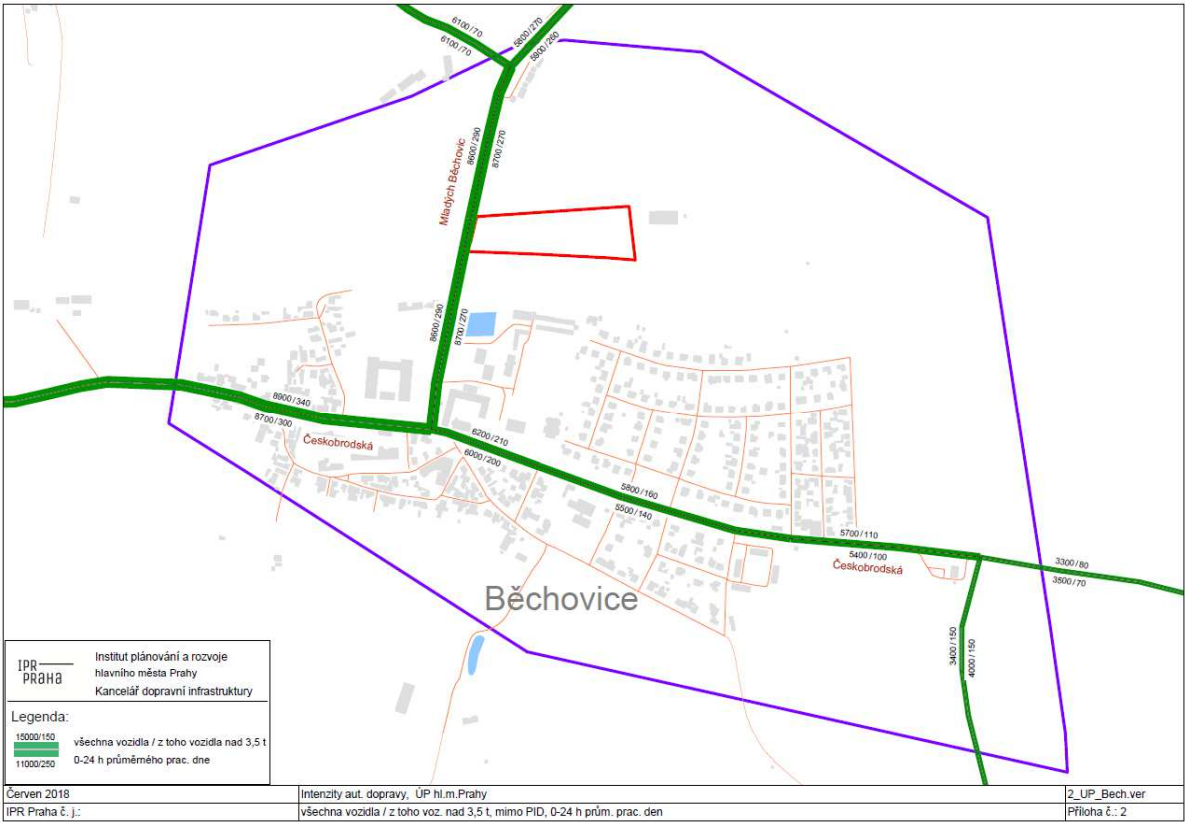 6100/70
6100/70
5800/270
5900/260
Mladých Běchovic
8600/290
8700/270
8600/290
8700/270
8900/340
8700/300
Českobrodská
6200/210
6000/200
5800/160
5500/140
5700/110
5400/100
Českobrodská
3300/80
3500/70
3400/150
4000/150
Běchovice
IPR
PRAHA
Institut plánování a rozvoje
hlavního města Prahy
Kancelář dopravní infrastruktury
Legenda:
15000/150
11000/250
všechna vozidla / z toho vozidla nad 3,5 t
0-24 h průměrného prac. dne
Červen 2018
Intenzity aut. dopravy, ÚP hl.m.Prahy
2_UP_Bech.ver
IPR Praha č. j.:
všechna vozidla / z toho voz. nad 3,5 t, mimo PID, 0-24 h prům. prac. den
Příloha č.: 2